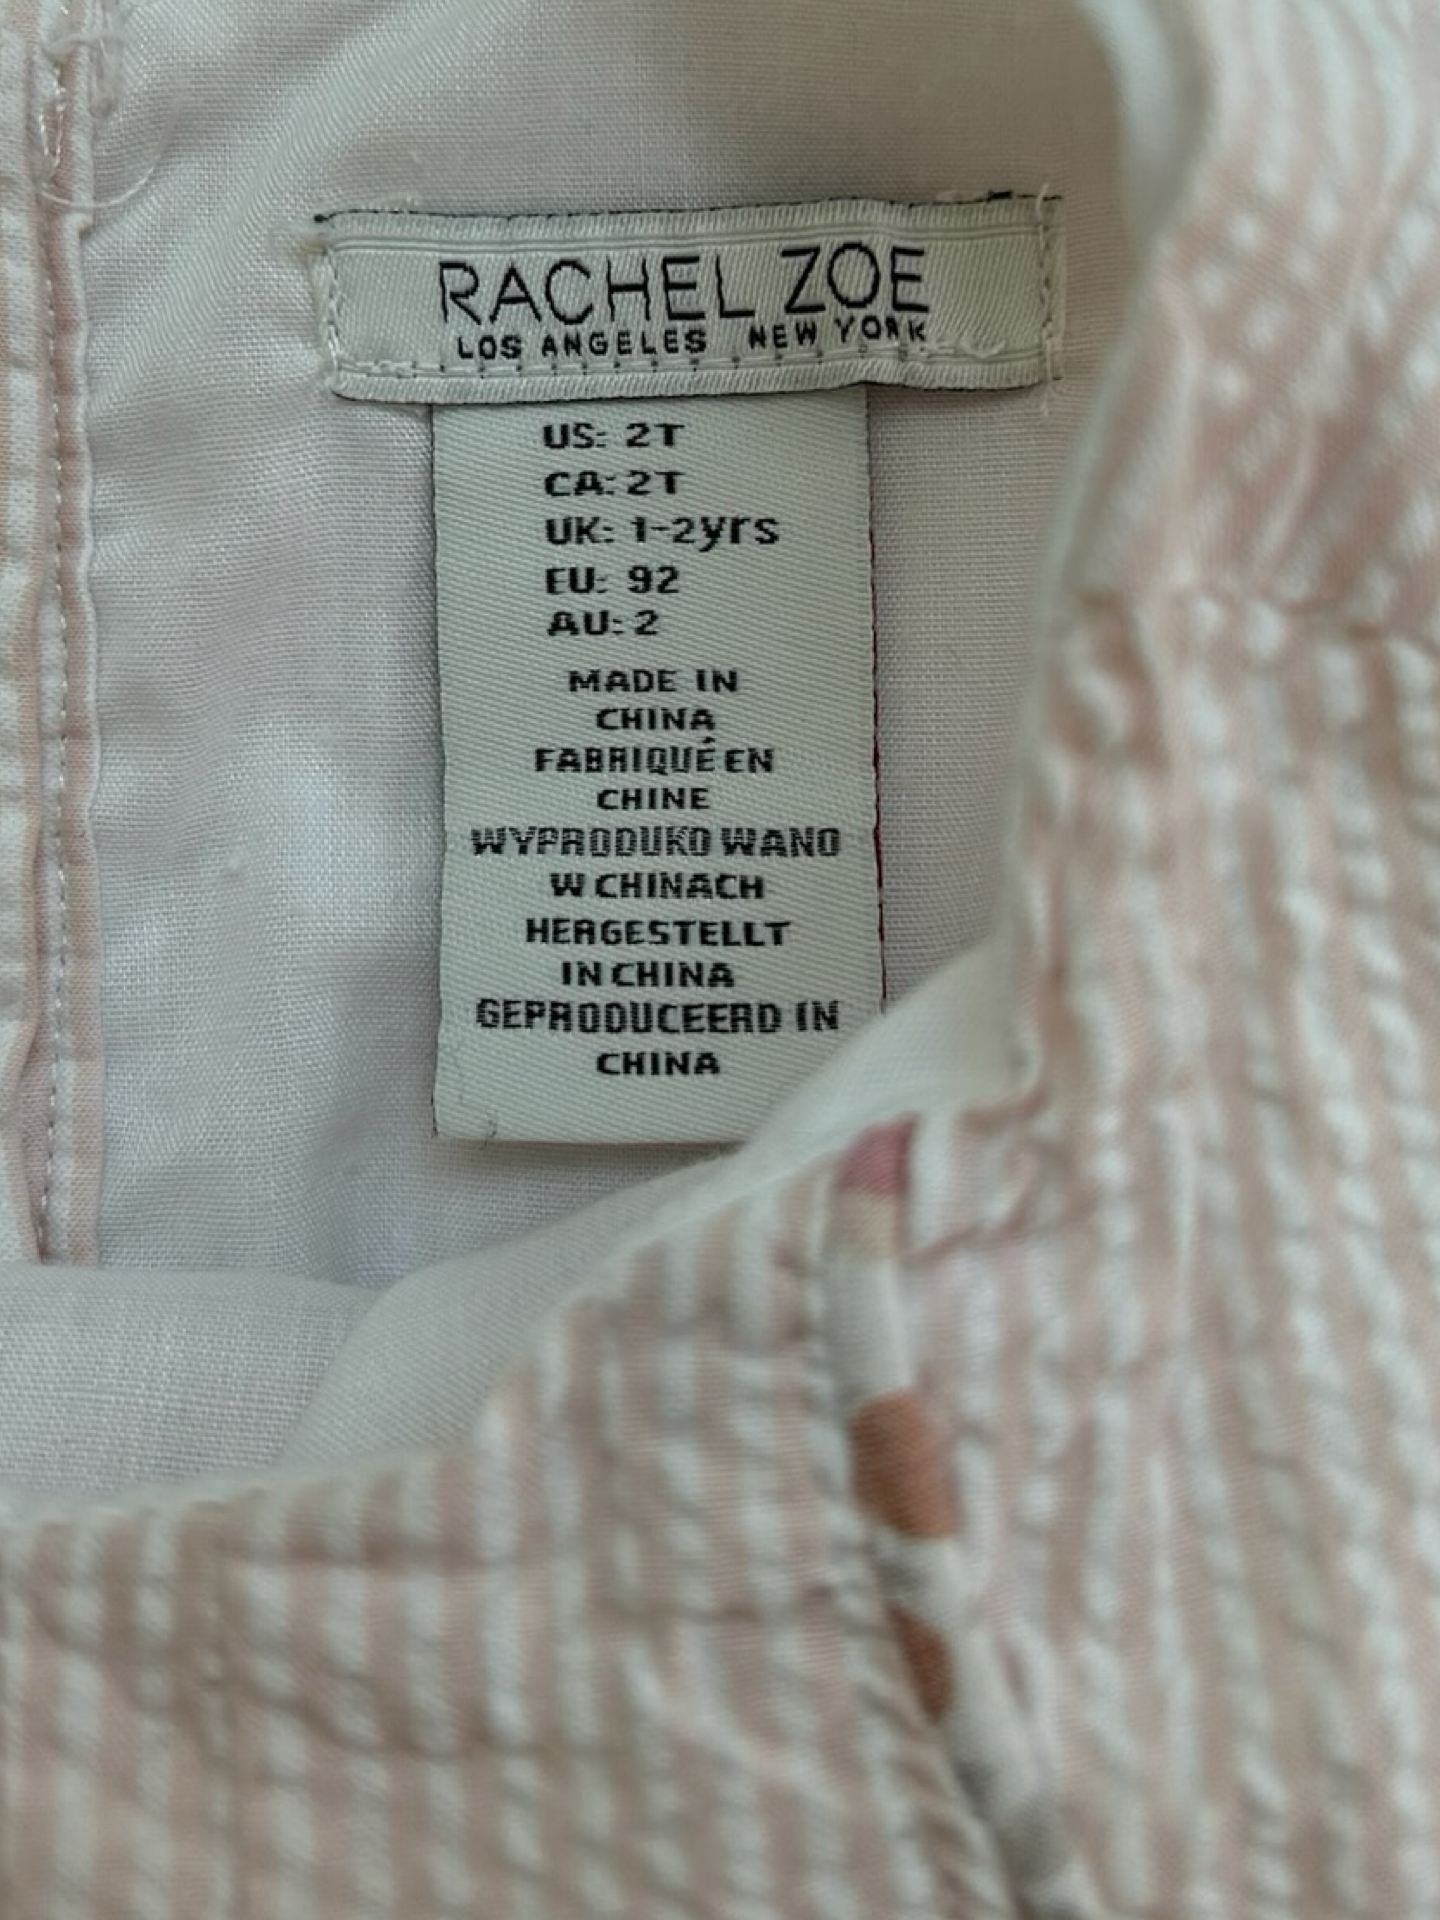 RACHEL ZOE
LOS ANGELES NEW YORK
US: 2T
CA: 2T
UK: 1-2yrs
EU: 92
AU: 2
MADE IN
CHINA
FABRIQUÉ EN
CHINE
WYPRODUKO WANO
W CHINACH
HERGESTELLT
IN CHINA
GEPRODUCEERD IN
CHINA